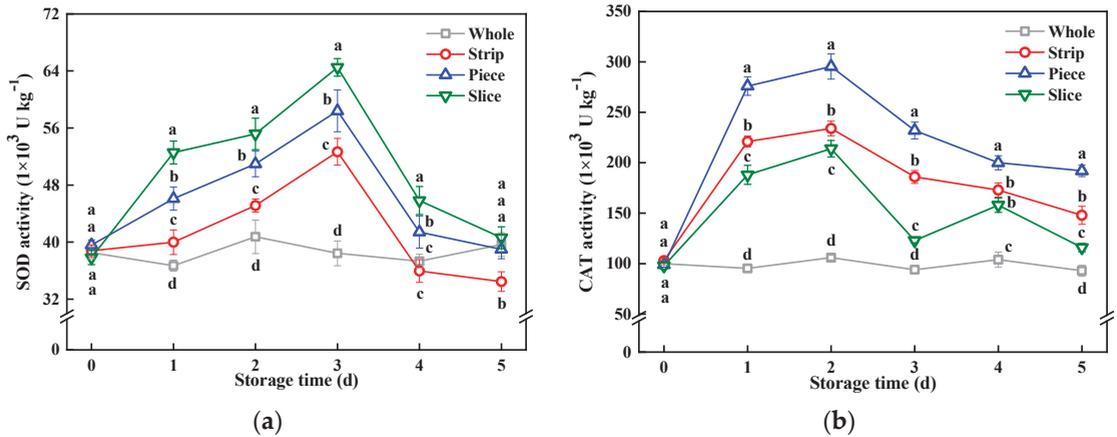 72
64
56
48
40
32
0
SOD activity (1×10³ U kg⁻¹)
Whole
Strip
Piece
Slice
a
a
a
a
a
b
c
d
a
b
c
d
a
b
c
d
a
b
c
c
a
a
a
b
0 1 2 3 4 5
Storage time (d)
(a)
350
300
250
200
150
100
50
0
CAT activity (1×10³ U kg⁻¹)
Whole
Strip
Piece
Slice
a
a
a
a
a
b
c
d
a
b
c
d
a
b
c
d
a
b
b
c
a
b
c
d
0 1 2 3 4 5
Storage time (d)
(b)